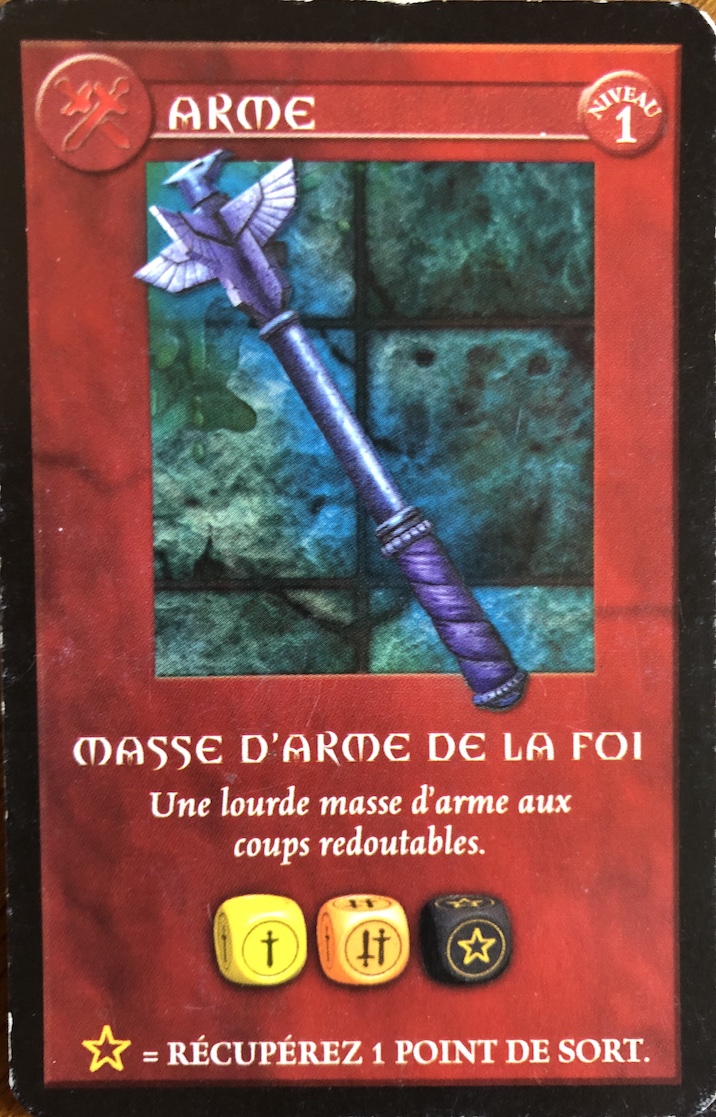 ARME
NIVEAU
1
MASSE D'ARME DE LA FOI
Une lourde masse d'arme aux
coups redoutables.
= RÉCUPÉREZ 1 POINT DE SORT.